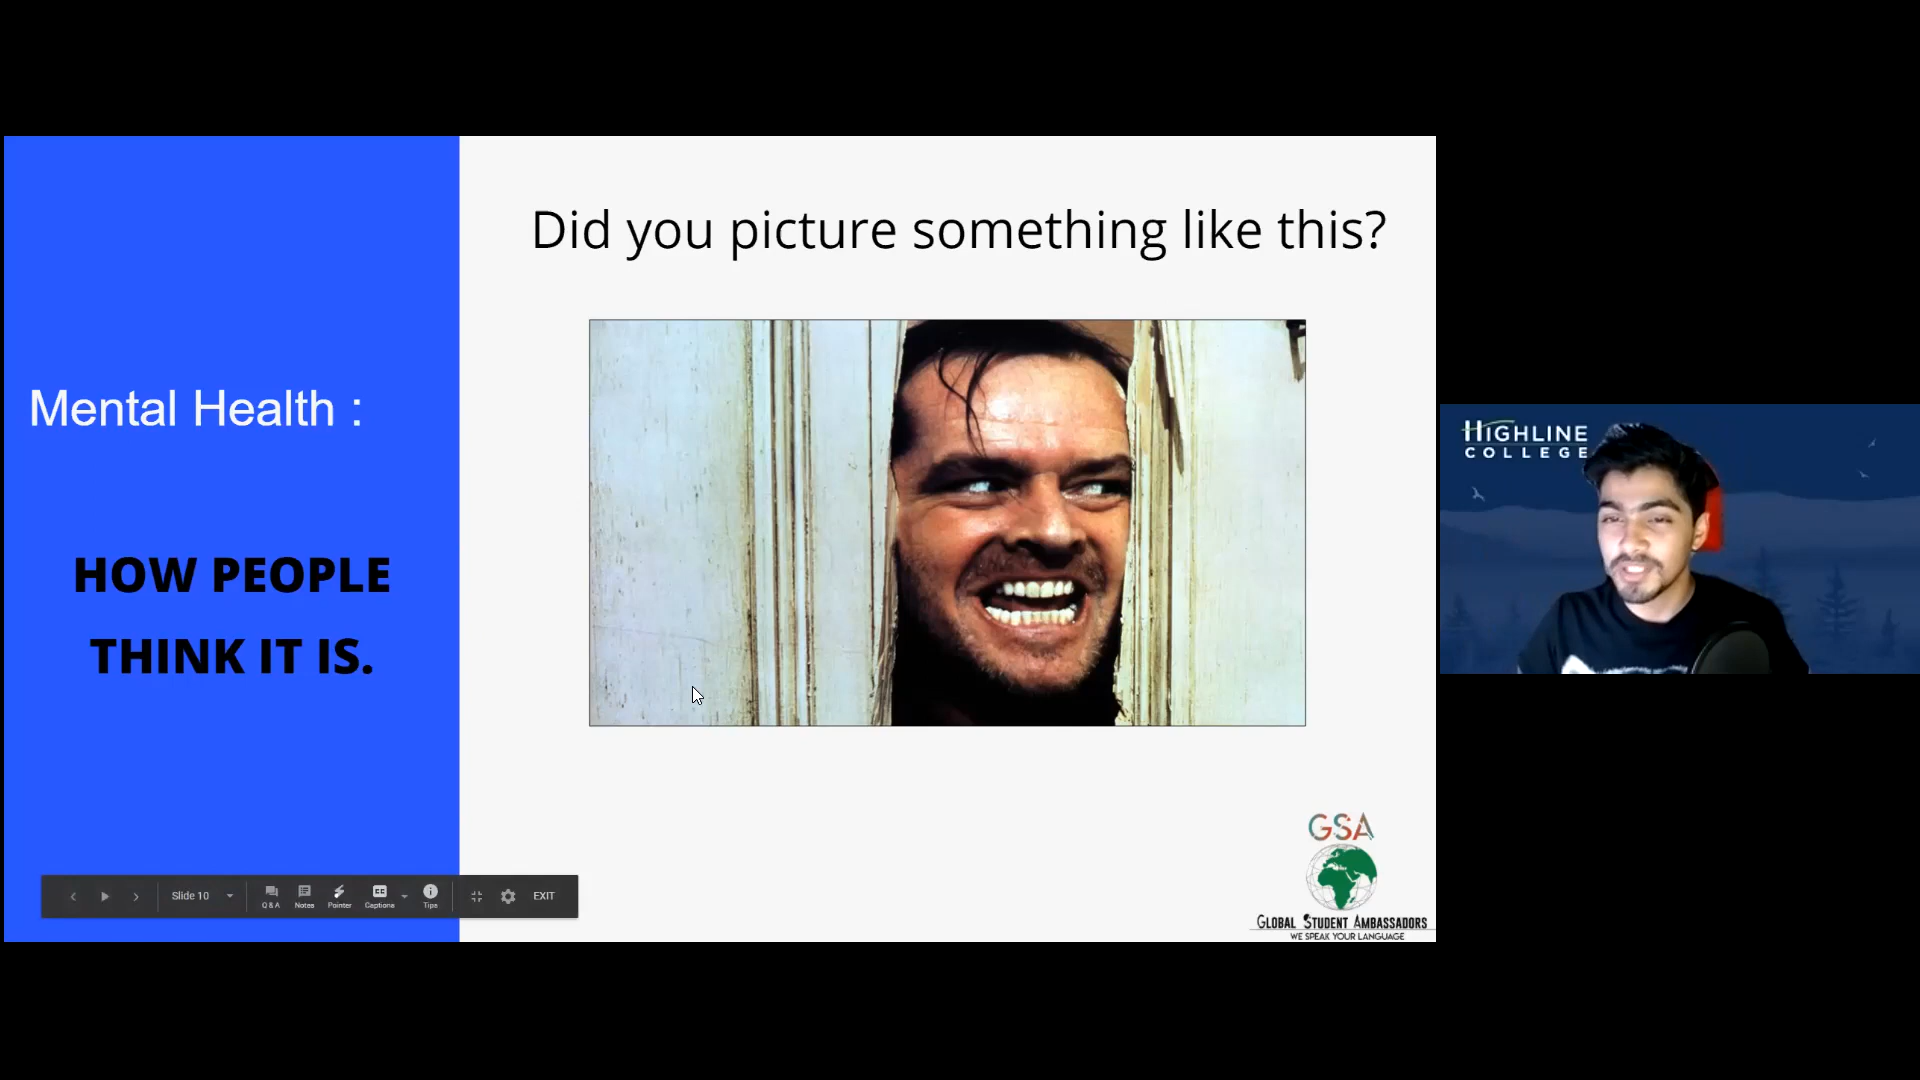 Did you picture something like this?
Mental Health :
HOW PEOPLE
THINK IT IS.
HIGHLINE
COLLEGE
GSA
GLOBAL STUDENT AMBASSADORS
WE SPEAK YOUR LANGUAGE
Slide 10
Q & A
Notes
Pointer
CC
Captions
Tips
EXIT